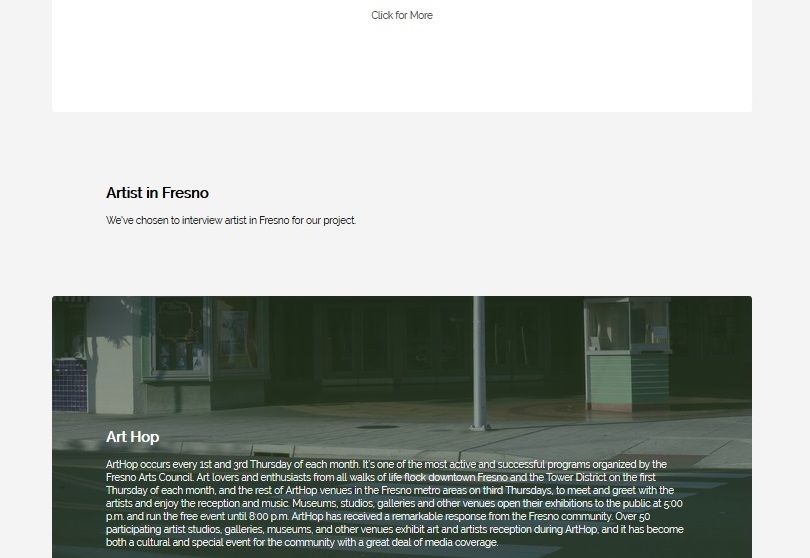 Click for More
Artist in Fresno
We've chosen to interview artist in Fresno for our project.
Art Hop
ArtHop occurs every 1st and 3rd Thursday of each month. It's one of the most active and successful programs organized by the
Fresno Arts Council. Art lovers and enthusiasts from all walks of life flock downtown Fresno and the Tower District on the first
Thursday of each month, and the rest of ArtHop venues in the Fresno metro areas on third Thursdays, to meet and greet with the
artists and enjoy the reception and music. Museums, studios, galleries and other venues open their exhibitions to the public at 5:00
p.m. and run the free event until 8:00 p.m. ArtHop has received a remarkable response from the Fresno community. Over 50
participating artist studios, galleries, museums, and other venues exhibit art and artists reception during ArtHop, and it has become
both a cultural and special event for the community with a great deal of media coverage.